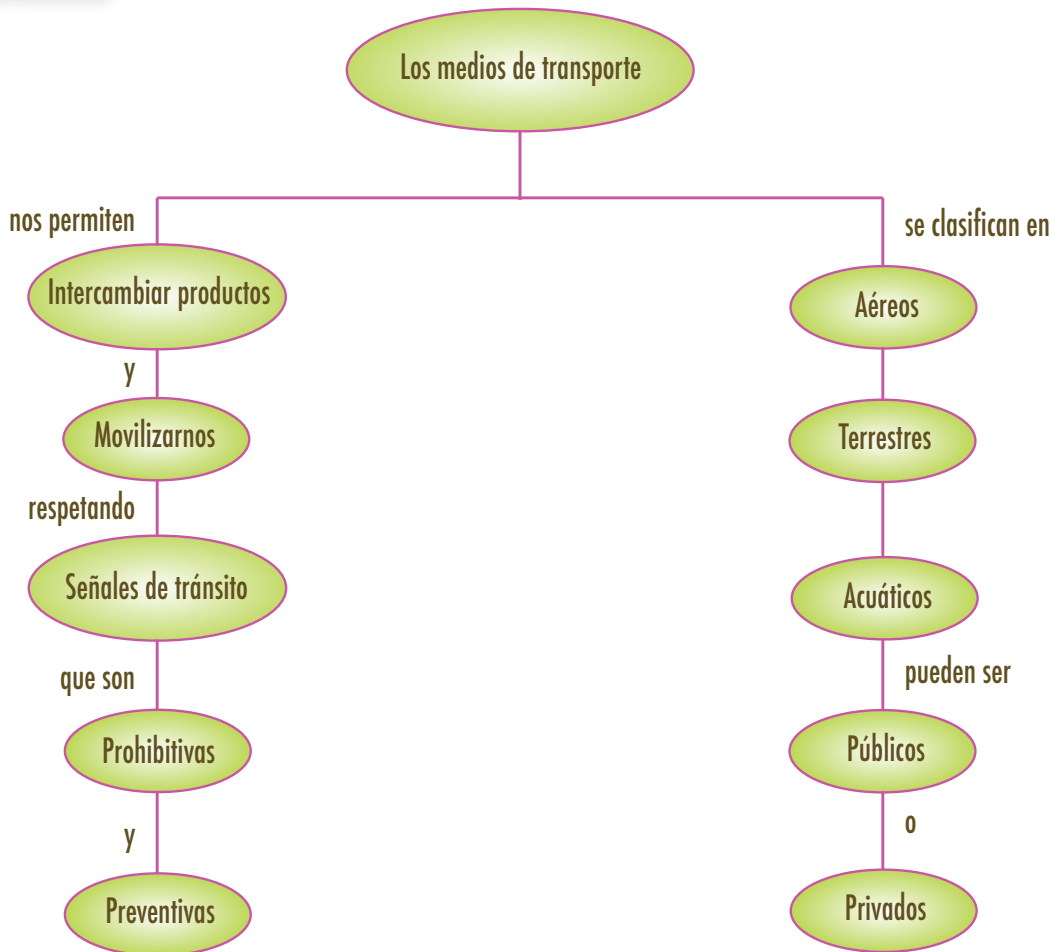 Los medios de transporte
nos permiten
Intercambiar productos
y
Movilizarnos
respetando
Señales de tránsito
que son
Prohibitivas
y
Preventivas
se clasifican en
Aéreos
Terrestres
Acuáticos
pueden ser
Públicos
o
Privados